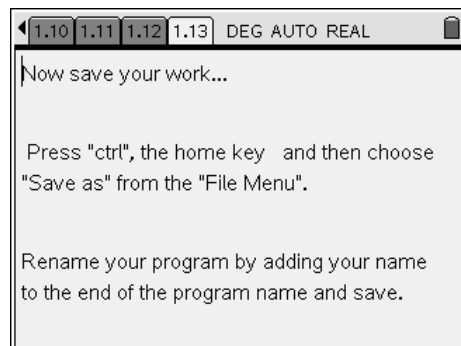 1.10 1.11 1.12 1.13 DEG AUTO REAL
Now save your work...
Press "ctrl", the home key and then choose
"Save as" from the "File Menu".
Rename your program by adding your name
to the end of the program name and save.